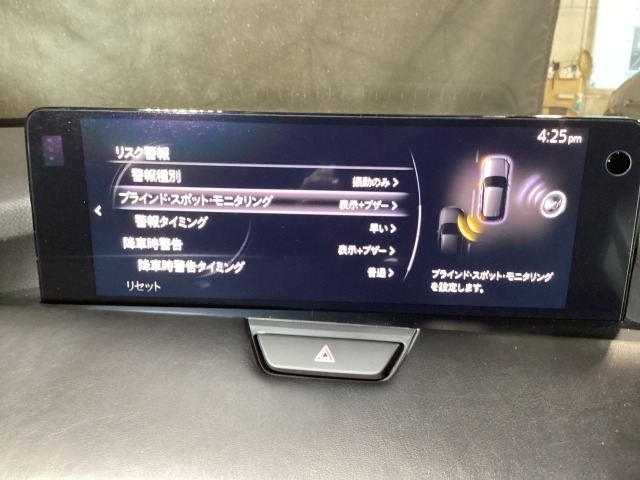 4:25pm
リスク警報
警報種別 振動のみ
ブラインド・スポット・モニタリング 表示+ブザー
警報タイミング 早い
降車時警告 表示+ブザー
降車時警告タイミング 普通
リセット
ブラインド・スポット・モニタリング
を設定します。